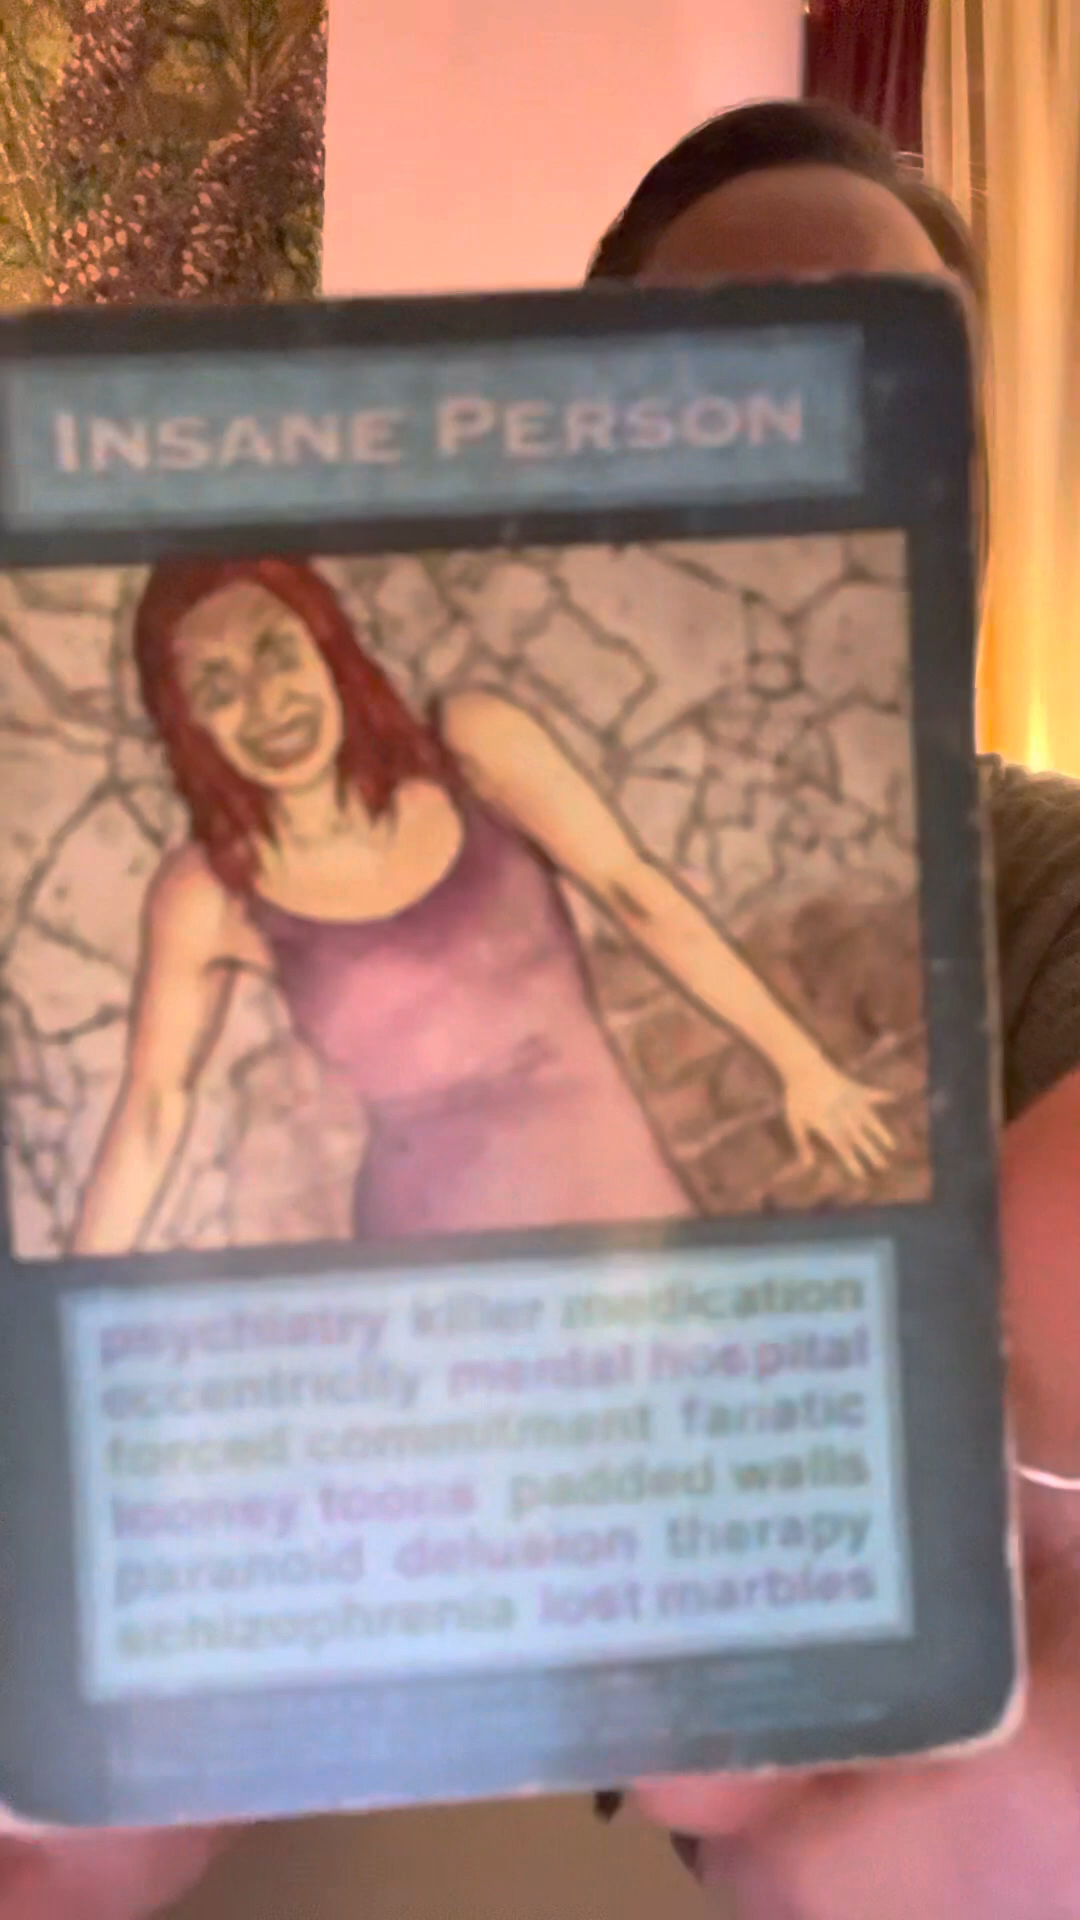 INSANE PERSON
psychiatry killer medication
eccentricity mental hospital
forced commitment fanatic
looney toons padded walls
paranoid delusion therapy
schizophrenia lost marbles